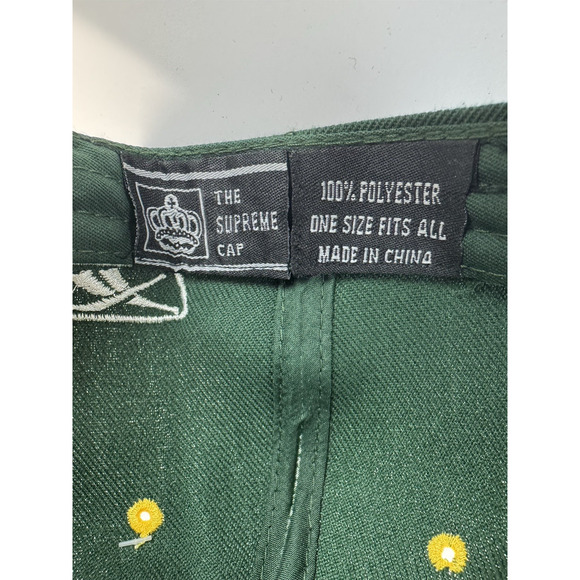 THE
SUPREME
CAP
100% POLYESTER
ONE SIZE FITS ALL
MADE IN CHINA